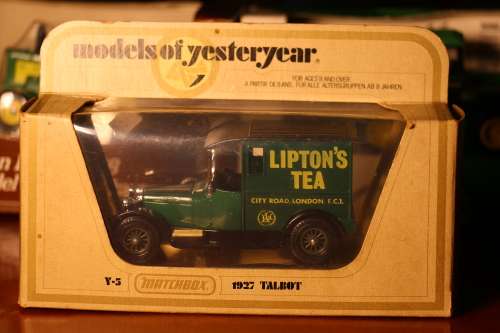 models of yesteryear.
FOR AGES 8 AND OVER
A PARTIR DE 8 ANS. FÜR ALLE ALTERSGRUPPEN AB 8 JAHREN
LIPTON'S
TEA
CITY ROAD, LONDON E.C.1.
Y-5 MATCHBOX 1927 TALBOT